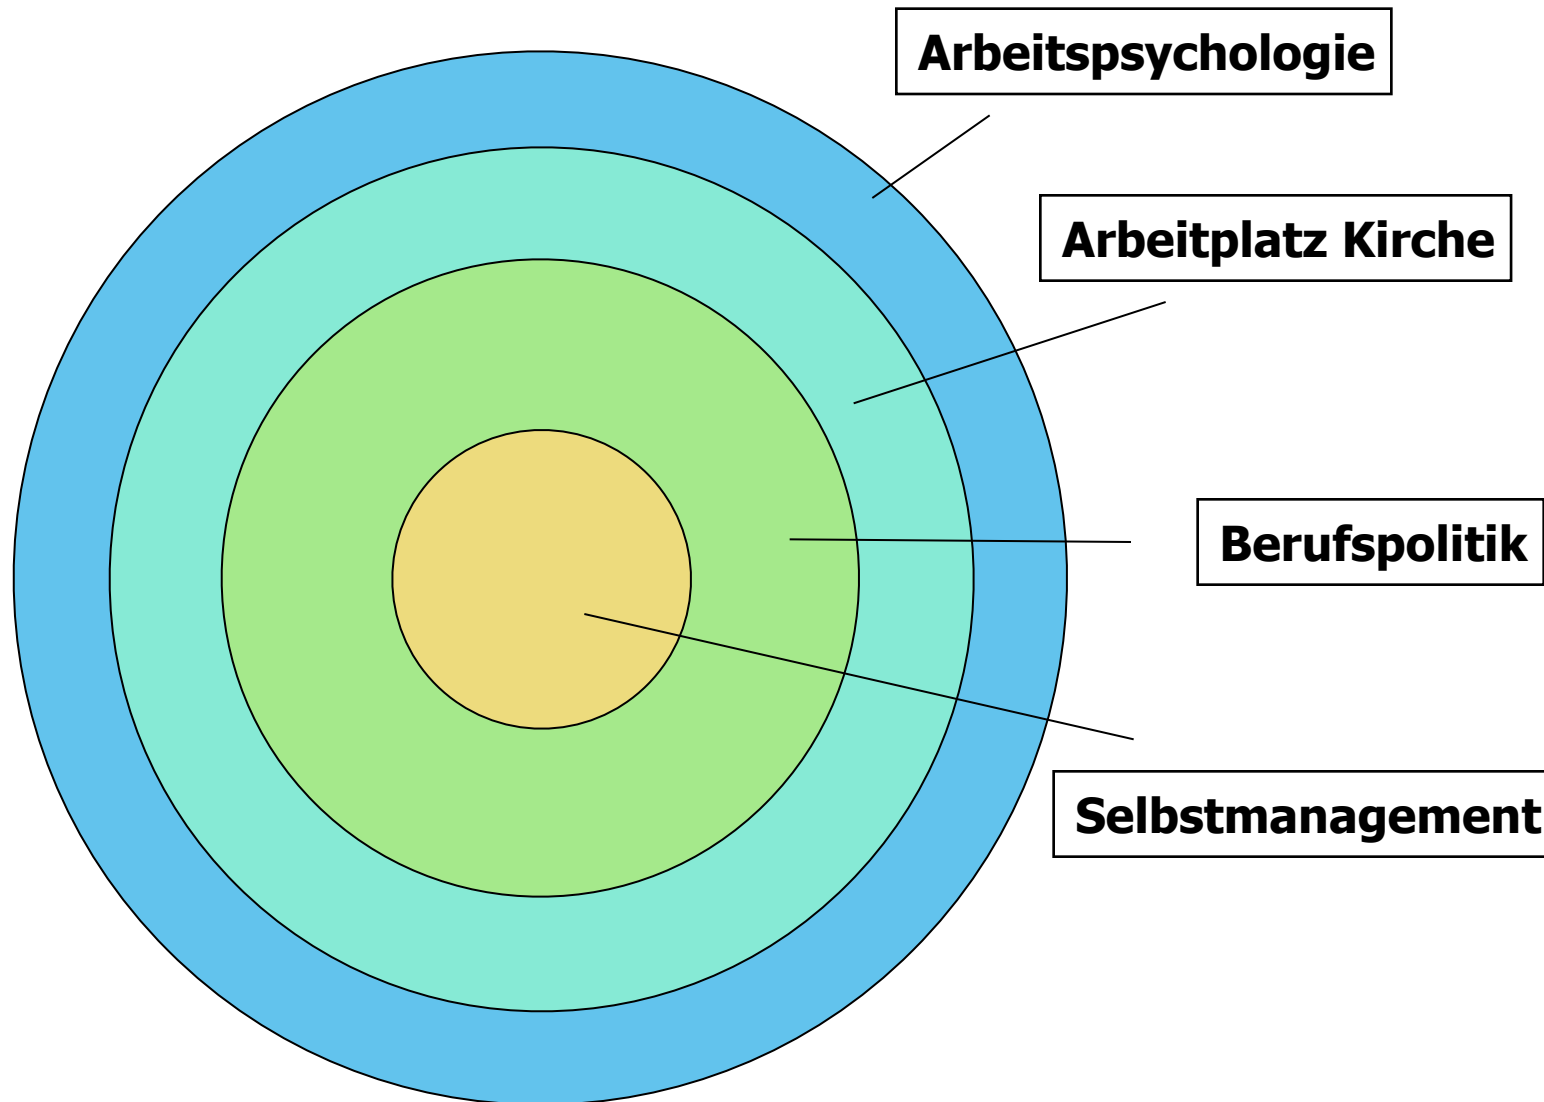 Arbeitspsychologie
Arbeitplatz Kirche
Berufspolitik
Selbstmanagement